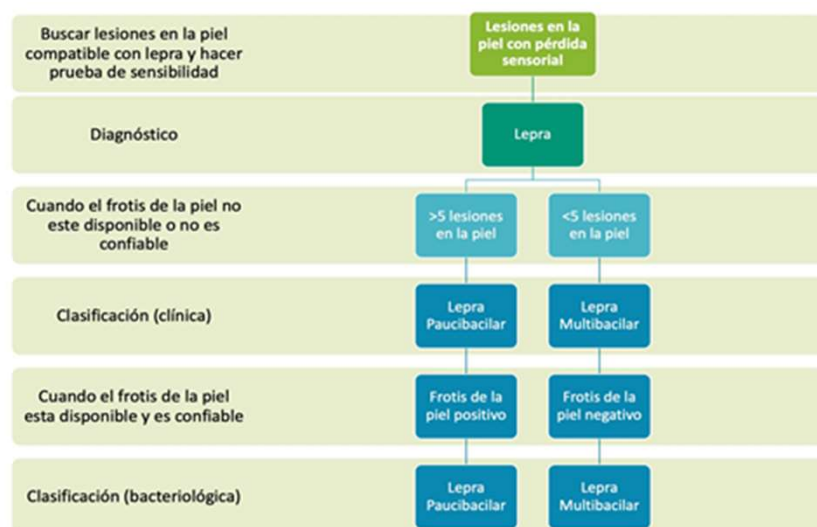 Buscar lesiones en la piel
compatible con lepra y hacer
prueba de sensibilidad
Lesiones en la
piel con pérdida
sensorial
Diagnóstico
Lepra
Cuando el frotis de la piel no
este disponible o no es
confiable
>5 lesiones
en la piel
<5 lesiones
en la piel
Clasificación (clínica)
Lepra
Paucibacilar
Lepra
Multibacilar
Cuando el frotis de la piel
esta disponible y es confiable
Frotis de la
piel positivo
Frotis de la
piel negativo
Clasificación (bacteriológica)
Lepra
Paucibacilar
Lepra
Multibacilar